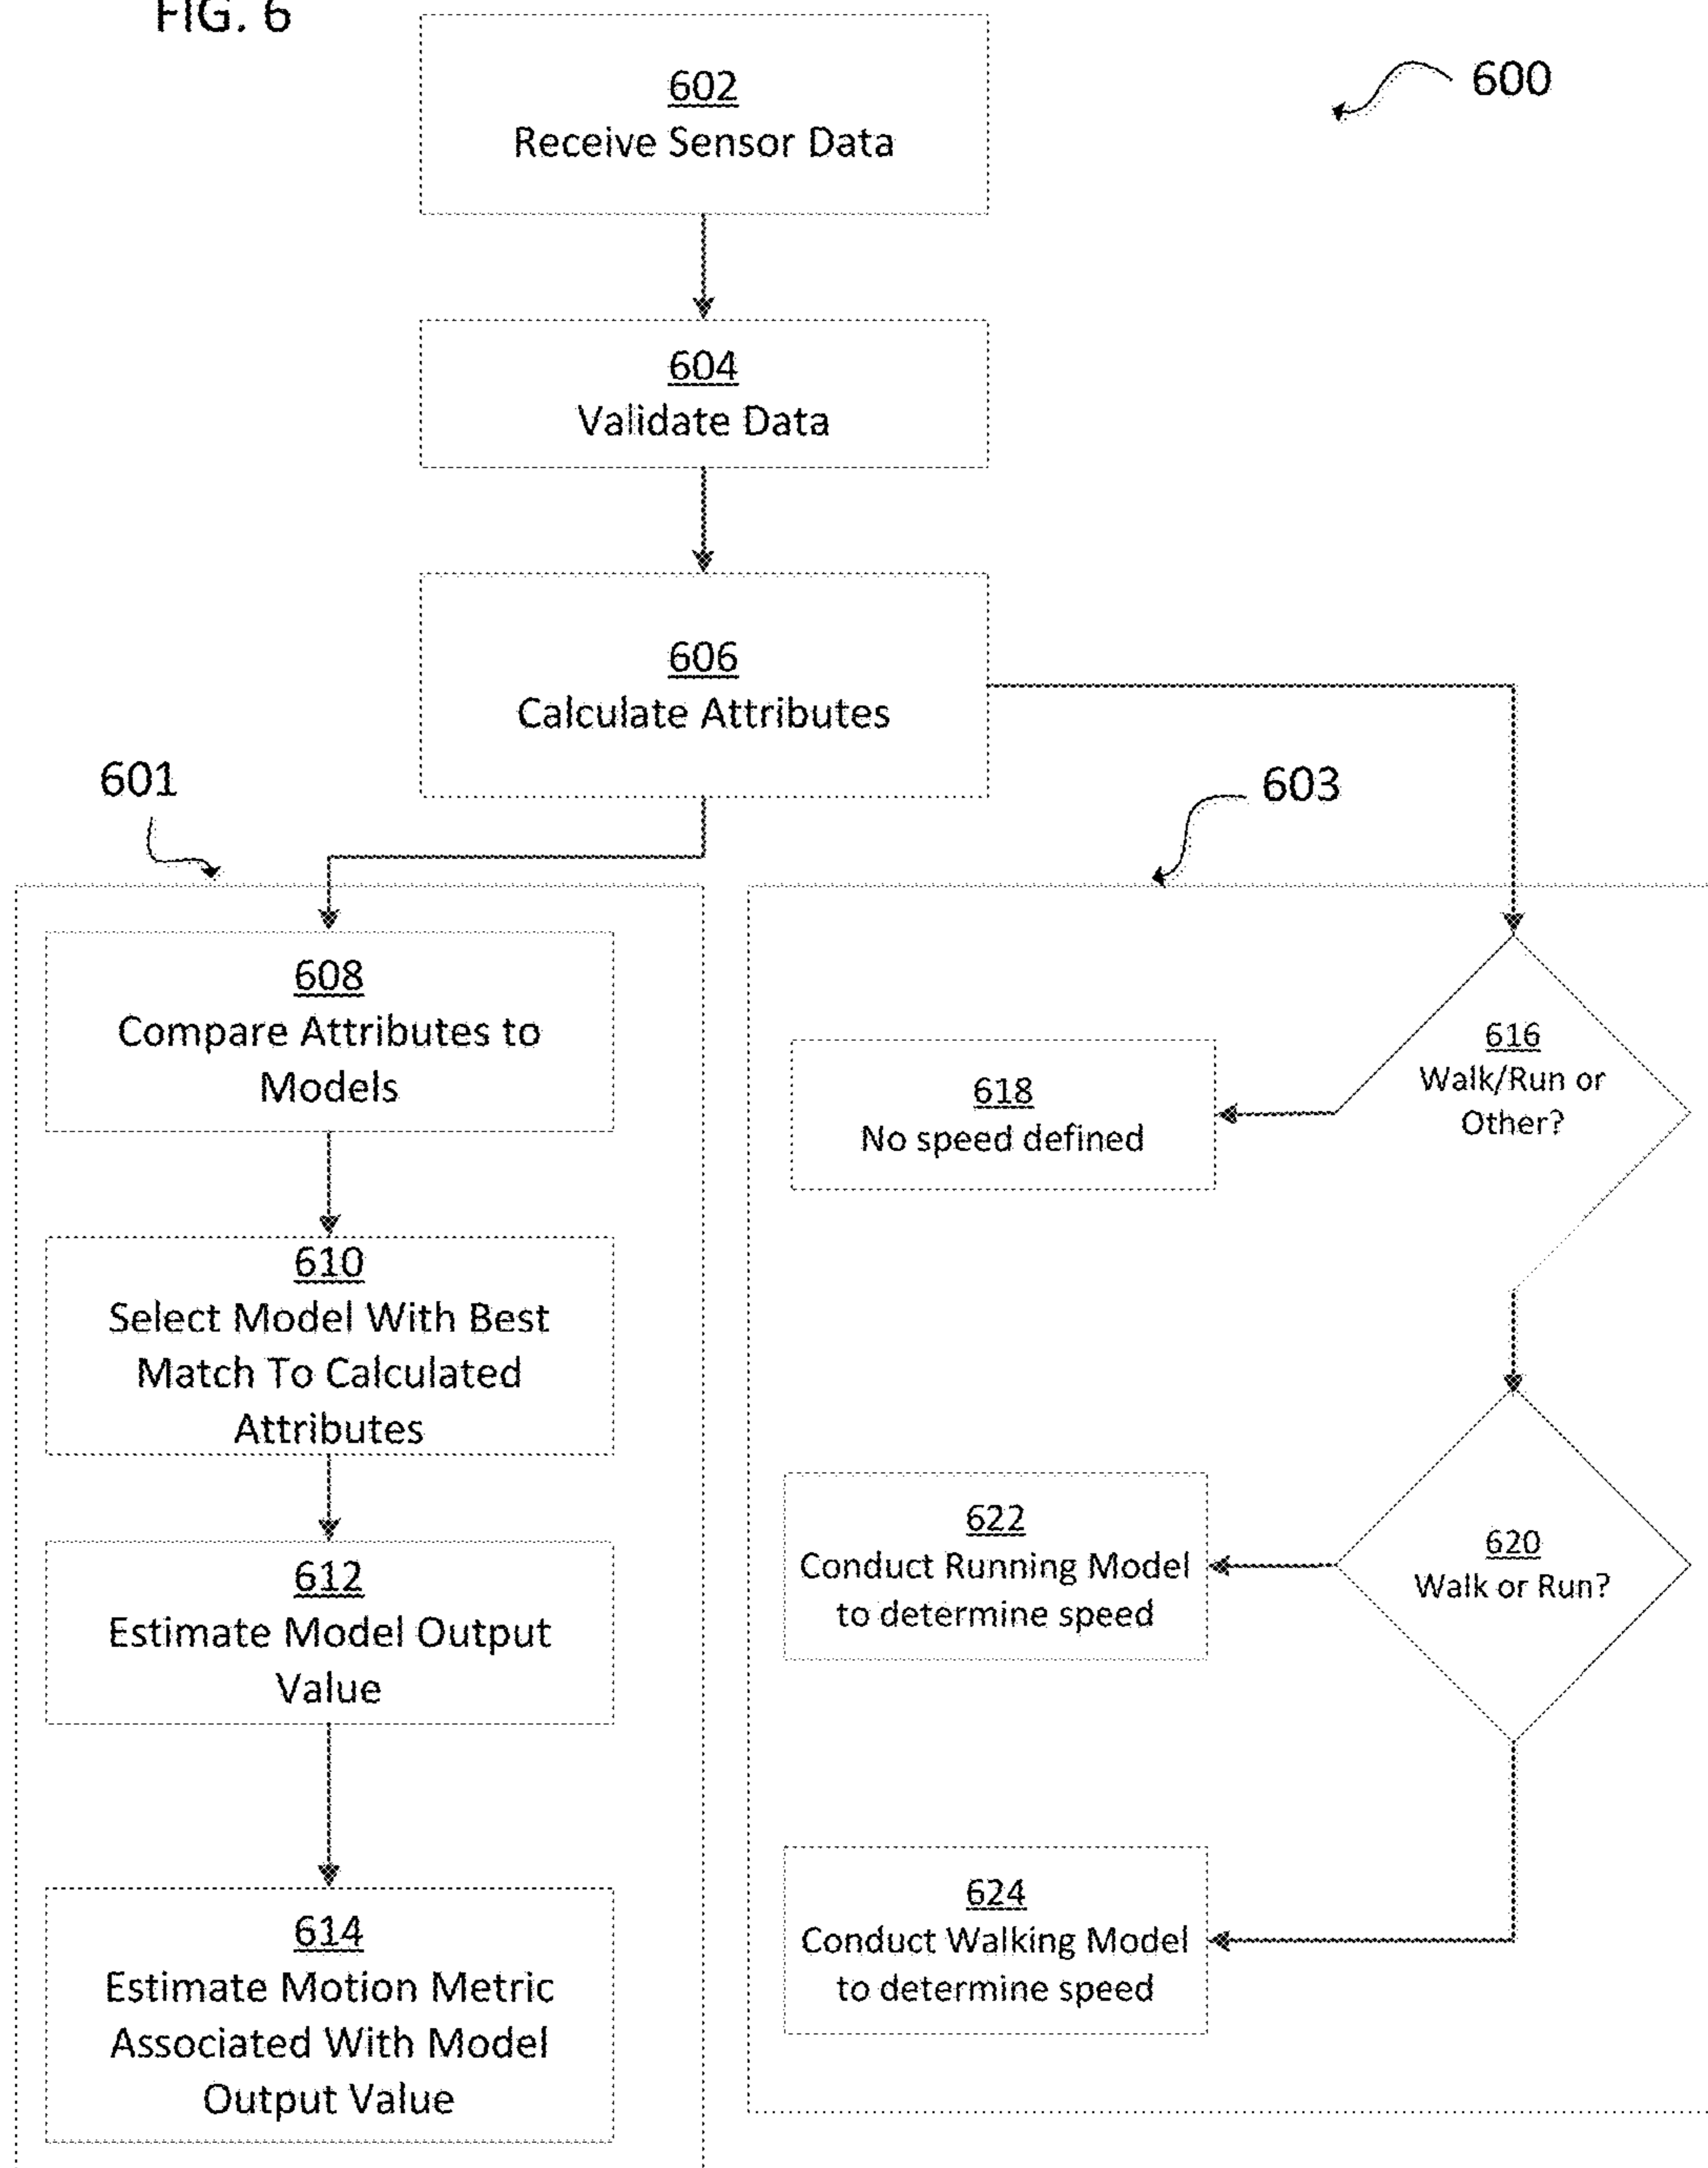 FIG. 6
600
602
Receive Sensor Data
604
Validate Data
606
Calculate Attributes
601
603
608
Compare Attributes to
Models
610
Select Model With Best
Match To Calculated
Attributes
612
Estimate Model Output
Value
614
Estimate Motion Metric
Associated With Model
Output Value
616
Walk/Run or
Other?
618
No speed defined
620
Walk or Run?
622
Conduct Running Model
to determine speed
624
Conduct Walking Model
to determine speed